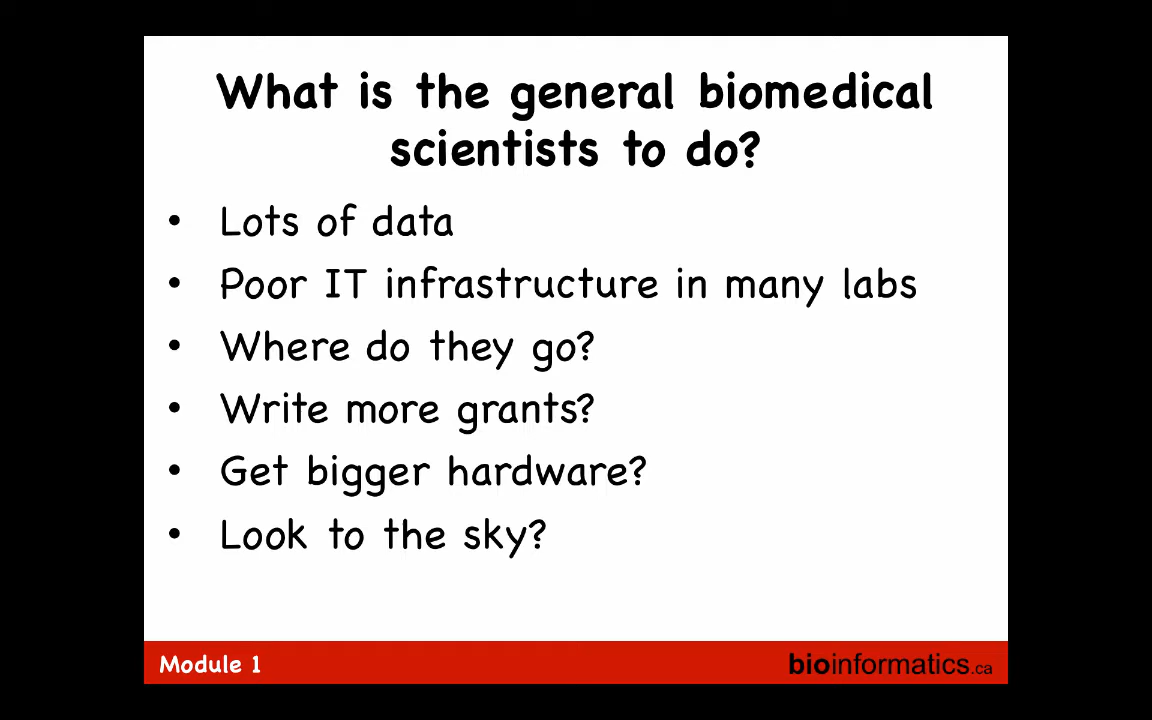 What is the general biomedical
scientists to do?
• Lots of data
• Poor IT infrastructure in many labs
• Where do they go?
• Write more grants?
• Get bigger hardware?
• Look to the sky?
Module 1
bioinformatics.ca